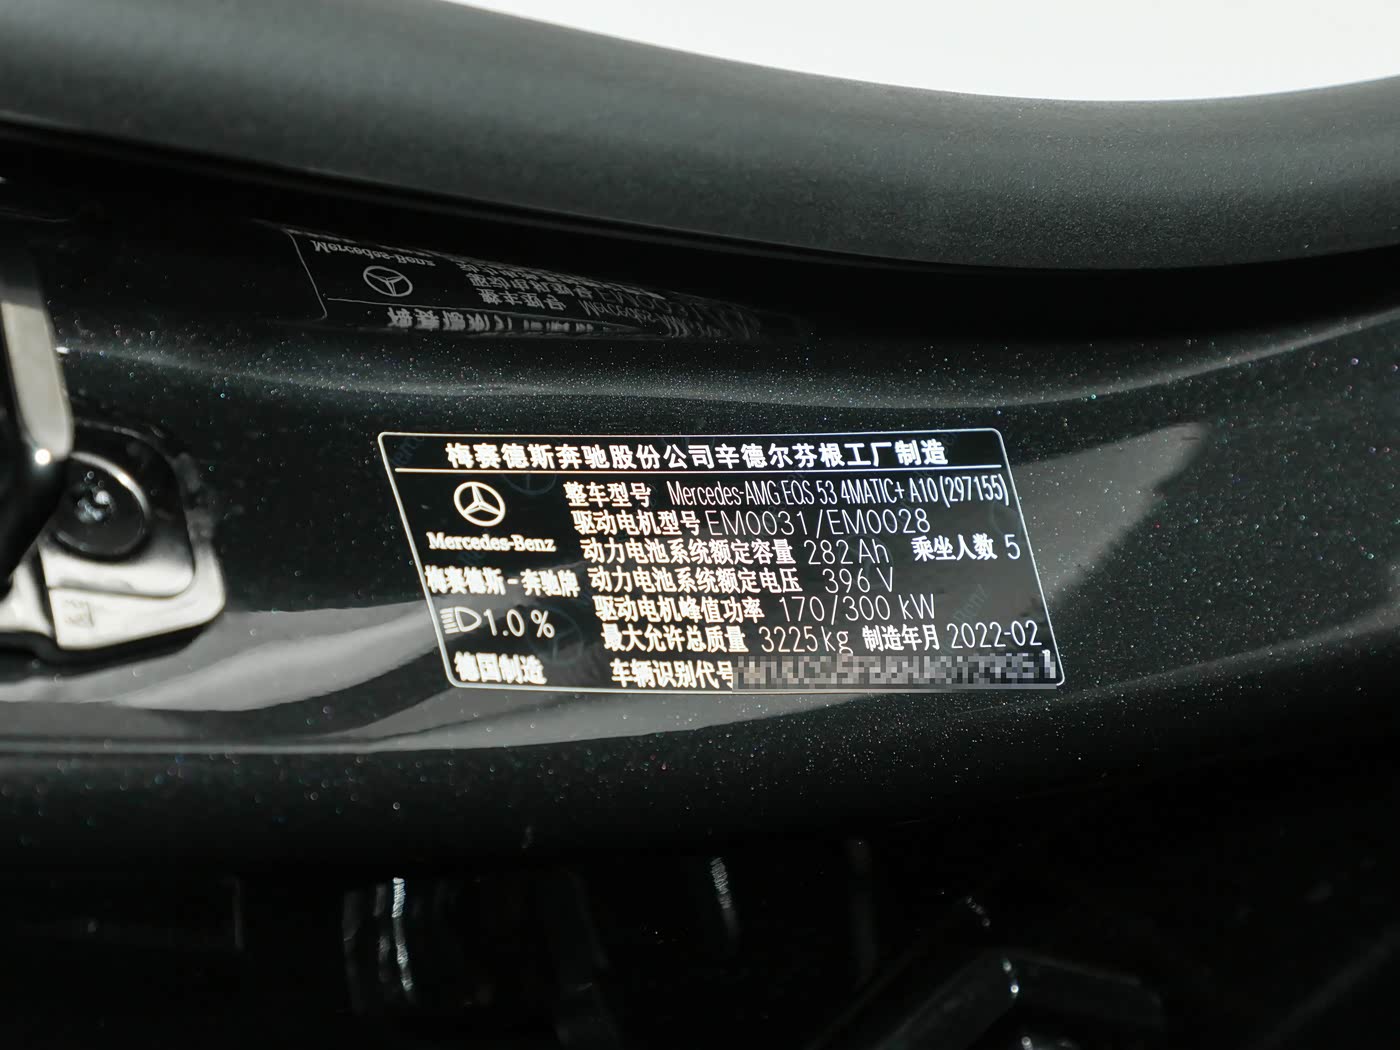 梅赛德斯奔驰股份公司辛德尔芬根工厂制造
整车型号 Mercedes-AMG EQS 53 4MATIC+ A10(297155)
驱动电机型号 EM0031/EM0028
Mercedes-Benz
动力电池系统额定容量 282 Ah 乘坐人数 5
梅赛德斯-奔驰牌
动力电池系统额定电压 396 V
驱动电机峰值功率 170/300 kW
1.0 %
最大允许总质量 3225 kg 制造年月 2022-02
德国制造
车辆识别代号